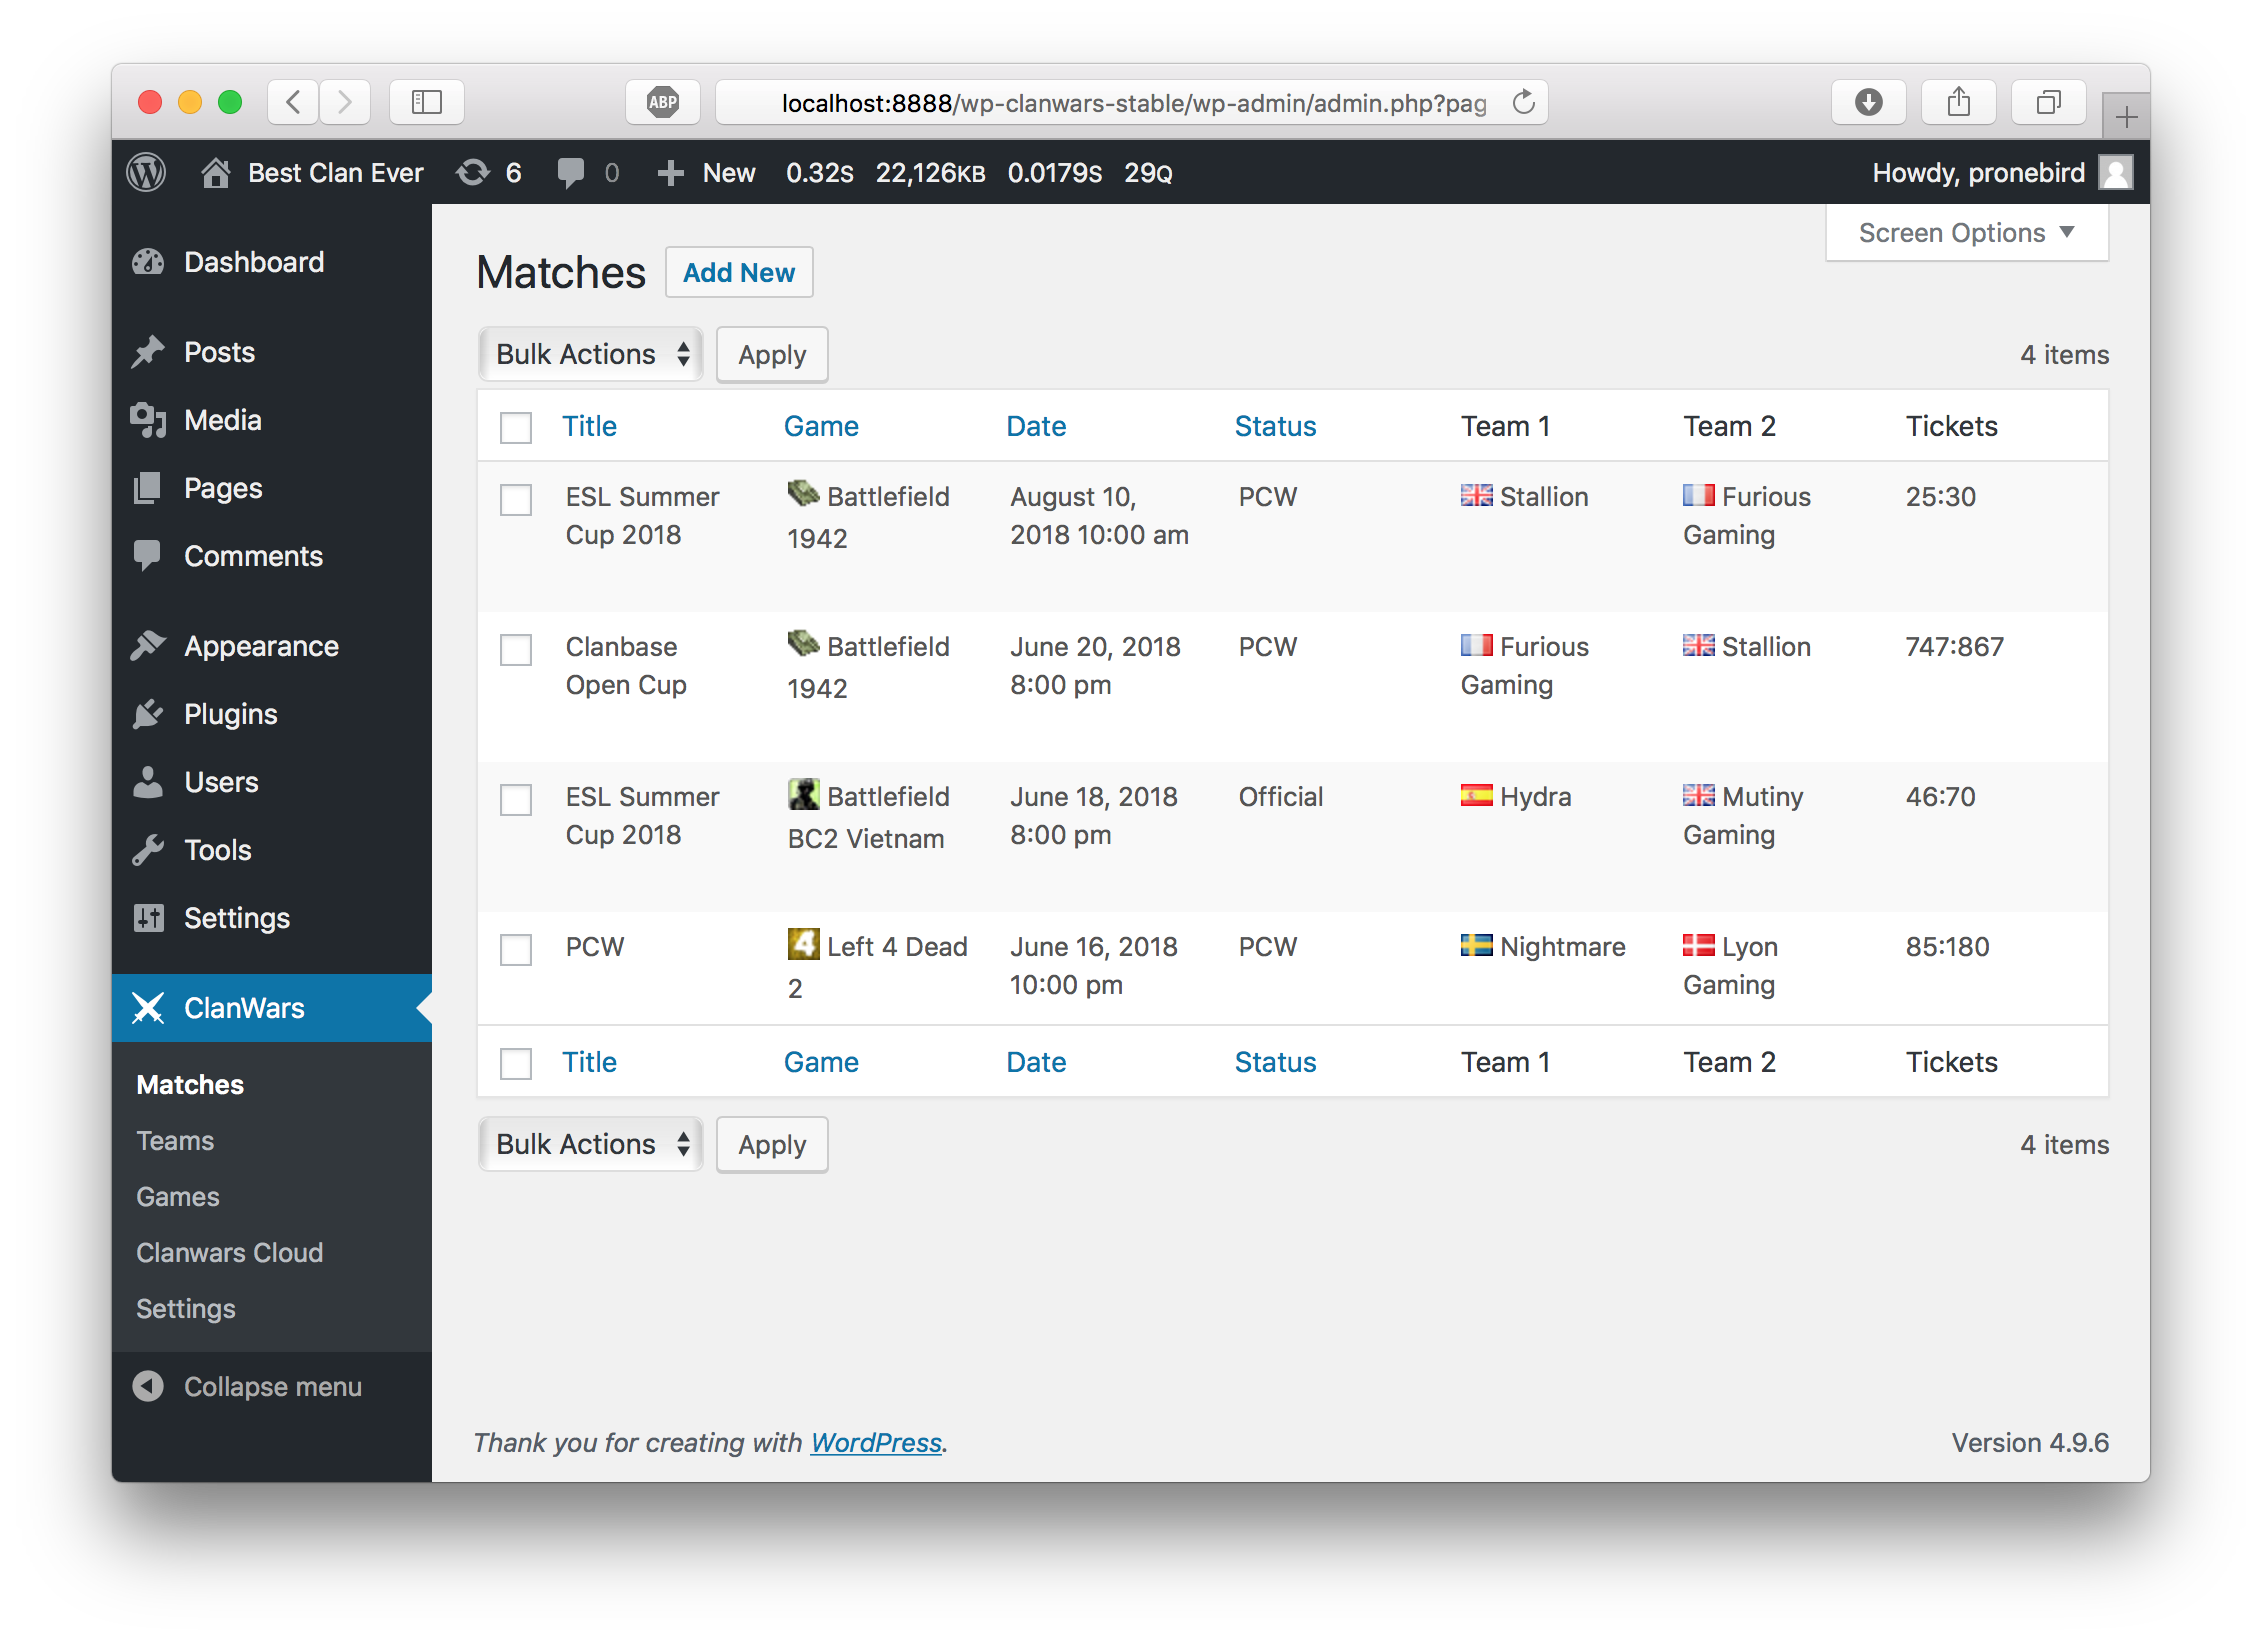 ABP
localhost:8888/wp-clanwars-stable/wp-admin/admin.php?pag
Best Clan Ever 6 0 New 0.32S 22,126KB 0.0179S 29Q Howdy, pronebird
Dashboard
Posts
Media
Pages
Comments
Appearance
Plugins
Users
Tools
Settings
ClanWars
Matches
Teams
Games
Clanwars Cloud
Settings
Collapse menu
Screen Options
Matches Add New
Bulk Actions Apply 4 items
Title Game Date Status Team 1 Team 2 Tickets
ESL Summer Battlefield August 10, PCW Stallion Furious 25:30
Cup 2018 1942 2018 10:00 am Gaming
Clanbase Battlefield June 20, 2018 PCW Furious Stallion 747:867
Open Cup 1942 8:00 pm Gaming
ESL Summer Battlefield June 18, 2018 Official Hydra Mutiny 46:70
Cup 2018 BC2 Vietnam 8:00 pm Gaming
PCW 4 Left 4 Dead June 16, 2018 PCW Nightmare Lyon 85:180
2 10:00 pm Gaming
Title Game Date Status Team 1 Team 2 Tickets
Bulk Actions Apply 4 items
Thank you for creating with WordPress. Version 4.9.6